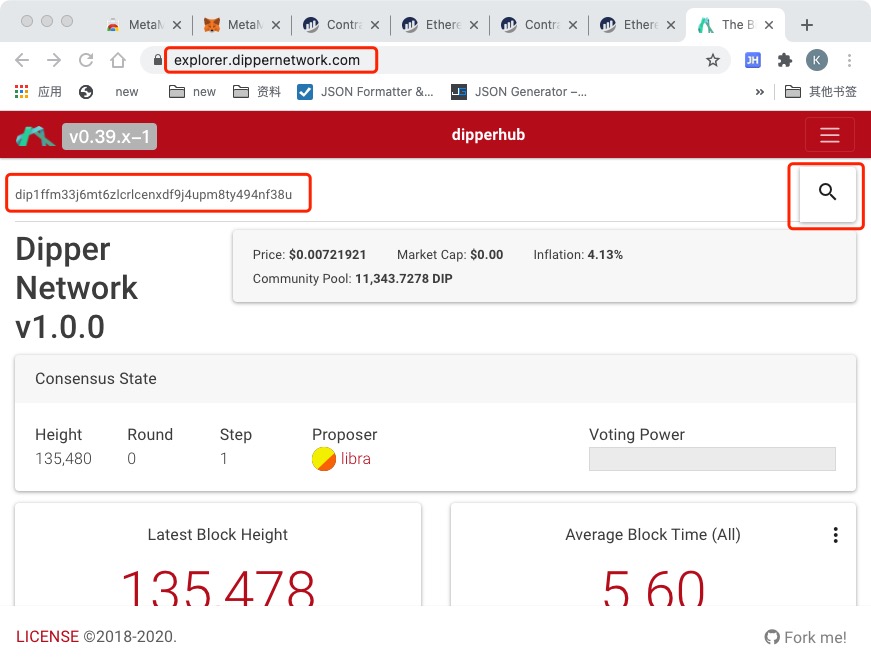 MetaM
MetaM
Contra
Ethere
Contra
Ethere
The B
explorer.dippernetwork.com
JH
K
应用
new
new
资料
JSON Formatter &...
JSON Generator –...
»
其他书签
v0.39.x-1
dipperhub
dip1ffm33j6mt6zlcrlcenxdf9j4upm8ty494nf38u
Dipper
Network
v1.0.0
Price: $0.00721921 Market Cap: $0.00 Inflation: 4.13%
Community Pool: 11,343.7278 DIP
Consensus State
Height Round Step Proposer Voting Power
135,480 0 1 libra
Latest Block Height
Average Block Time (All)
135,478
5.60
LICENSE ©2018-2020.
Fork me!